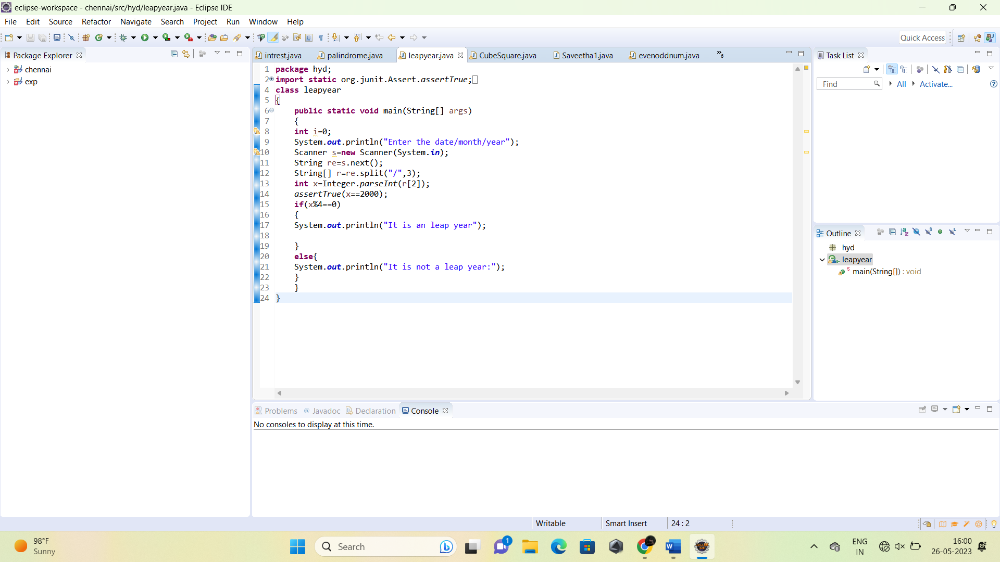 eclipse-workspace - chennai/src/hyd/leapyear.java - Eclipse IDE
File Edit Source Refactor Navigate Search Project Run Window Help
Quick Access
Package Explorer
chennai
exp
intrest.java palindrome.java leapyear.java CubeSquare.java Saveetha1.java evenoddnum.java »6
1 package hyd;
2 import static org.junit.Assert.assertTrue;
4 class leapyear
5 {
6 public static void main(String[] args)
7 {
8 int i=0;
9 System.out.println("Enter the date/month/year");
10 Scanner s=new Scanner(System.in);
11 String re=s.next();
12 String[] r=re.split("/",3);
13 int x=Integer.parseInt(r[2]);
14 assertTrue(x==2000);
15 if(x%4==0)
16 {
17 System.out.println("It is an leap year");
18
19 }
20 else{
21 System.out.println("It is not a leap year:");
22 }
23 }
24 }
Task List
Find All Activate...
Outline
hyd
leapyear
main(String[]) : void
Problems @ Javadoc Declaration Console
No consoles to display at this time.
Writable Smart Insert 24 : 2
98°F
Sunny
Search
1
ENG
IN
16:00
26-05-2023